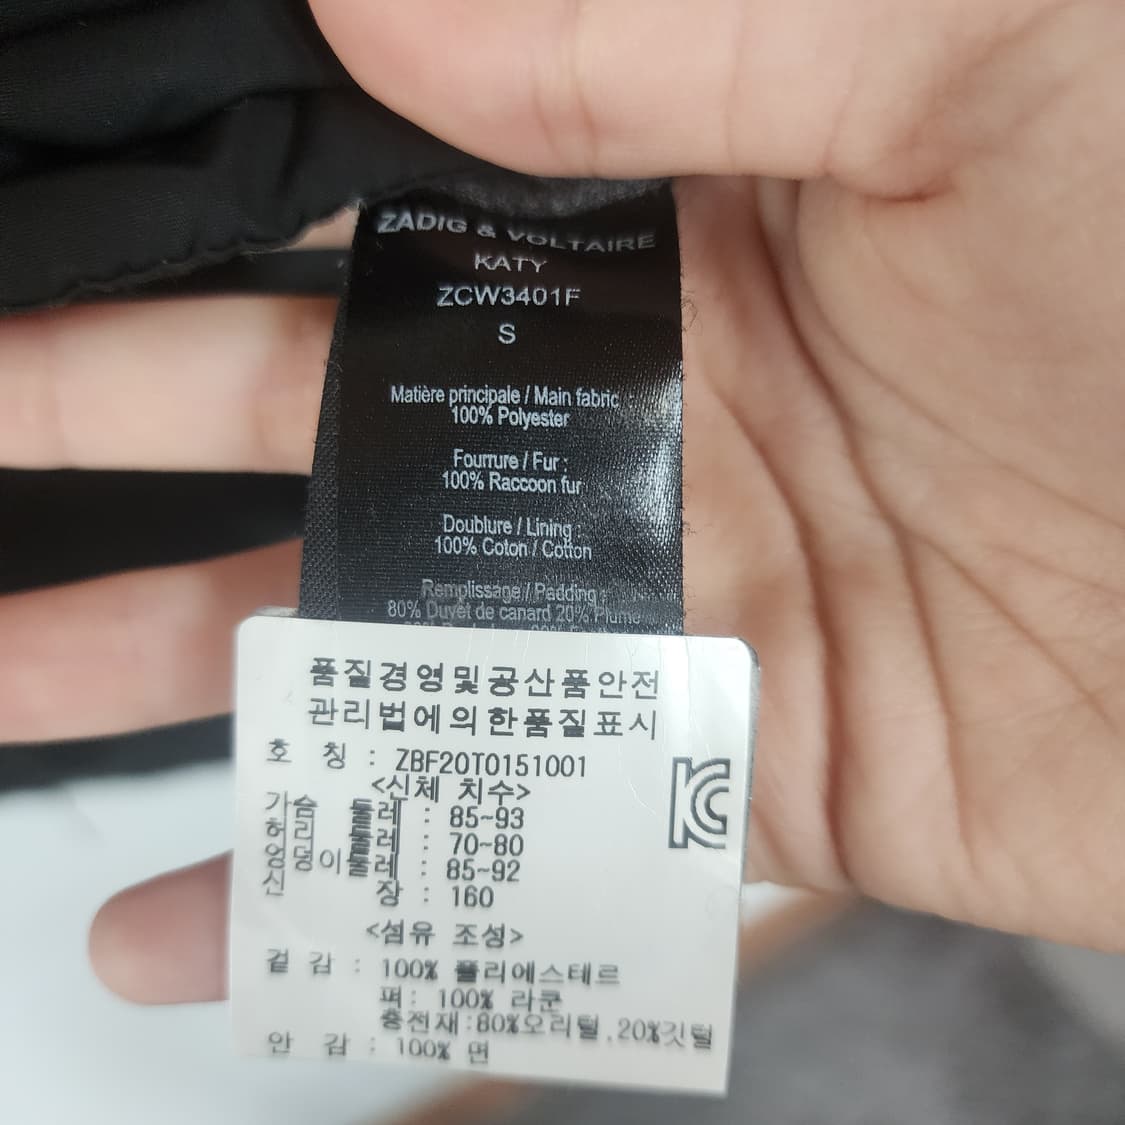 ZADIG & VOLTAIRE
KATY
ZCW3401F
S
Matière principale / Main fabric
100% Polyester
Fourrure / Fur :
100% Raccoon fur
Doublure / Lining :
100% Coton / Cotton
Remplissage / Padding :
80% Duvet de canard 20% Plume
품질경영및공산품안전
관리법에의한품질표시
호 칭 : ZBF20T0151001
<신체 치수>
가슴 둘레 : 85~93
허리 둘레 : 70~80
엉덩이둘레 : 85~92
신 장 : 160
<섬유 조성>
겉 감 : 100% 폴리에스테르
퍼: 100% 라쿤
충전재:80%오리털,20%깃털
안 감 : 100% 면
KC